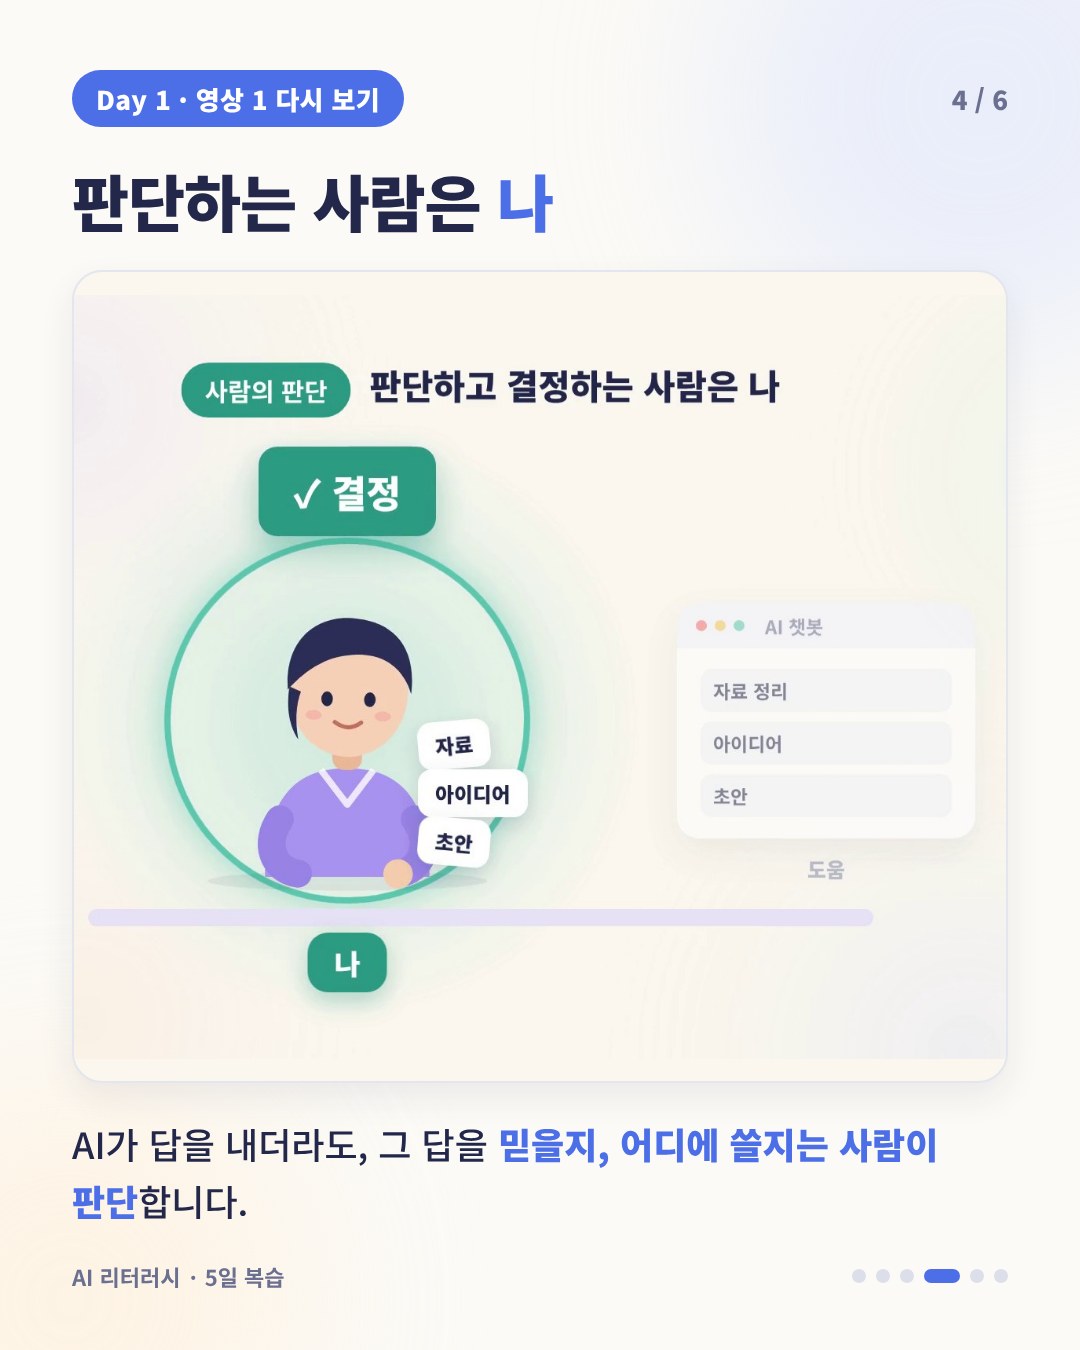 Day 1 · 영상 1 다시 보기
4 / 6
판단하는 사람은 나
사람의 판단
판단하고 결정하는 사람은 나
✓ 결정
AI 챗봇
자료 정리
아이디어
초안
도움
자료
아이디어
초안
나
AI가 답을 내더라도, 그 답을 믿을지, 어디에 쓸지는 사람이
판단합니다.
AI 리터러시 · 5일 복습